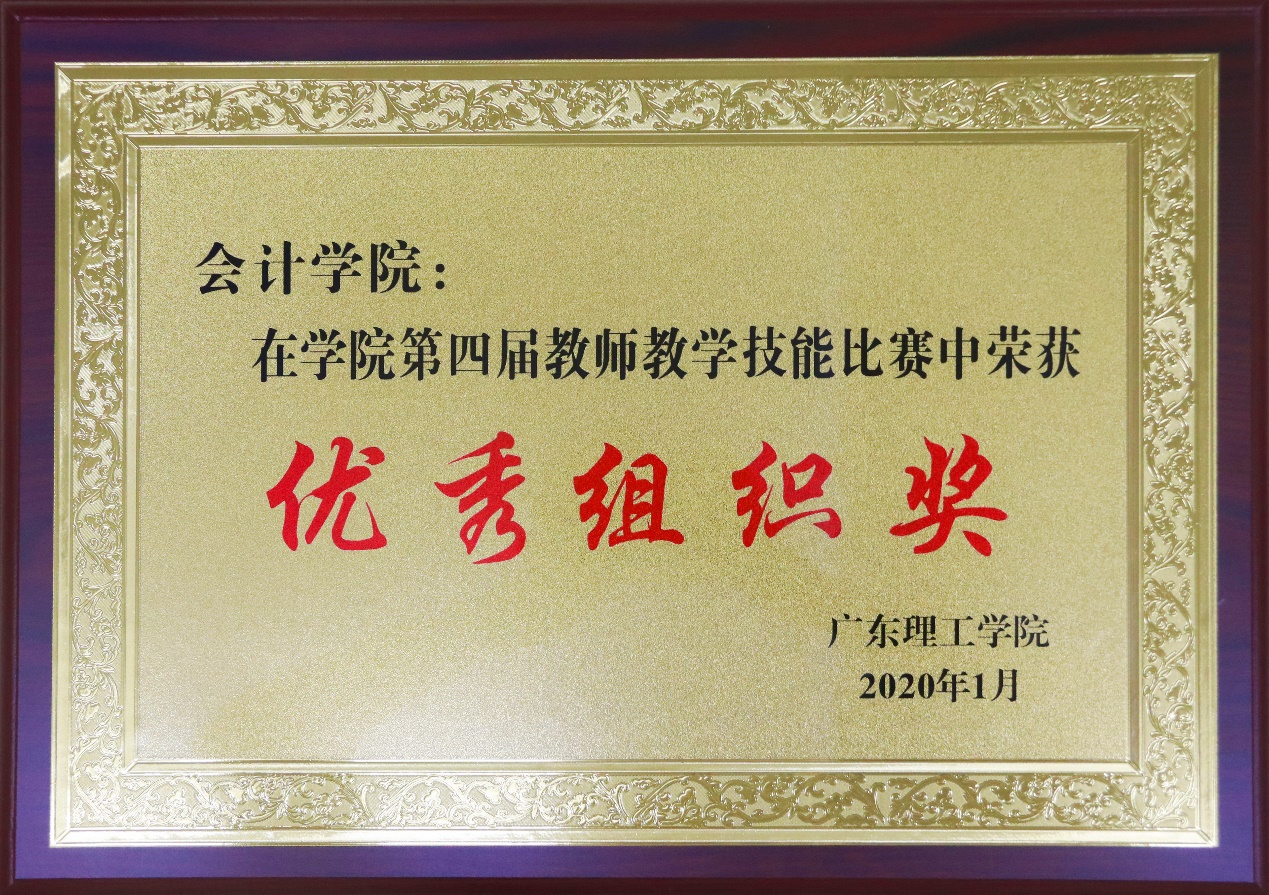 会计学院：
在学院第四届教师教学技能比赛中荣获
优秀组织奖
广东理工学院
2020年1月